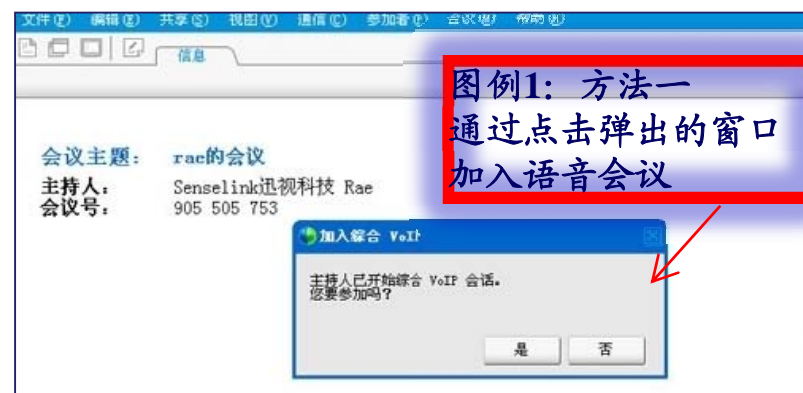 文件(F) 编辑(E) 共享(S) 视图(V) 通信(C) 参加者(P) 会议(M) 帮助(H)
信息
图例1：方法一
通过点击弹出的窗口
加入语音会议
会议主题： rae的会议
主持人： Senselink迅视科技 Rae
会议号： 905 505 753
加入综合 VoIP
主持人已开始综合 VoIP 会话。
您要参加吗？
是 否